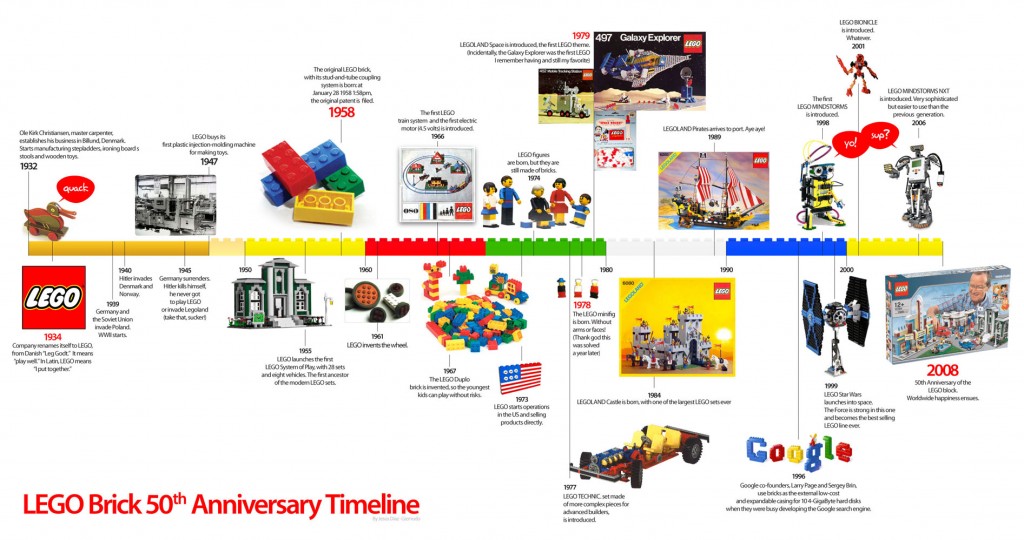 1979
LEGOLAND Space is introduced, the first LEGO theme.
(Incidentally, the Galaxy Explorer was the first LEGO
I remember having and still my favorite)
497 Galaxy Explorer LEGO
LEGO BIONICLE
is introduced.
Whatever.
2001
The original LEGO brick,
with its stud-and-tube coupling
system is born: at
January 28 1958 1:58pm,
the original patent is filed.
1958
The first LEGO
MINDSTORMS
is introduced.
1998
LEGO MINDSTORMS NXT
is introduced. Very sophisticated
but easier to use than the
previous generation.
2006
yo!
sup?
Ole Kirk Christiansen, master carpenter,
establishes his business in Billund, Denmark.
Starts manufacturing stepladders, ironing board s
stools and wooden toys.
1932
quack
LEGO buys its
first plastic injection-molding machine
for making toys.
1947
The first LEGO
train system and the first electric
motor (4.5 volts) is introduced.
1966
080 LEGO
LEGO figures
are born, but they are
still made of bricks.
1974
LEGOLAND Pirates arrives to port. Aye aye!
1989
LEGO
1950
1960
1980
1990
2000
LEGO
1934
Company renames itself to LEGO,
from Danish "Leg Godt." It means
"play well." In Latin, LEGO means
"I put together."
1939
Germany and
the Soviet Union
invade Poland.
WWII starts.
1940
Hitler invades
Denmark and
Norway.
1945
Germany surrenders.
Hitler kills himself,
he never got
to play LEGO
or invade Legoland
(take that, sucker!)
1955
LEGO launches the first
LEGO System of Play, with 28 sets
and eight vehicles. The first ancestor
of the modern LEGO sets.
1961
LEGO invents the wheel.
1967
The LEGO Duplo
brick is invented, so the youngest
kids can play without risks.
1973
LEGO starts operations
in the US and selling
products directly.
1978
The LEGO minifig
is born. Without
arms or faces!
(Thank god this
was solved
a year later)
6080 LEGO
LEGOLAND
1984
LEGOLAND Castle is born, with one of the largest LEGO sets ever
1977
LEGO TECHNIC, set made
of more complex pieces for
advanced builders,
is introduced.
Google
1996
Google co-founders, Larry Page and Sergey Brin,
use bricks as the external low-cost
and expandable casing for 10 4-GigaByte hard disks
when they were busy developing the Google search engine.
1999
LEGO Star Wars
launches into space.
The Force is strong in this one
and becomes the best selling
LEGO line ever.
2008
50th Anniversary of the
LEGO block.
Worldwide happiness ensues.
LEGO Brick 50th Anniversary Timeline